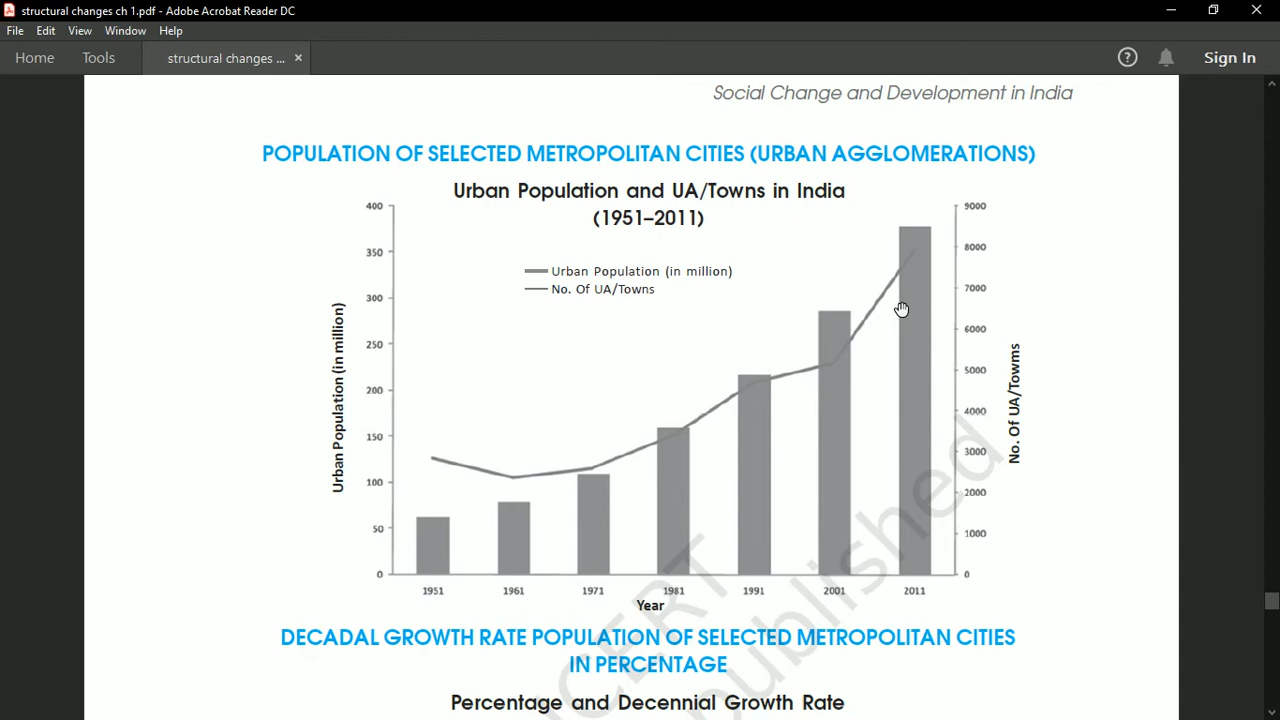 structural changes ch 1.pdf - Adobe Acrobat Reader DC
File Edit View Window Help
Home Tools structural changes ... × ? Sign In
Social Change and Development in India
POPULATION OF SELECTED METROPOLITAN CITIES (URBAN AGGLOMERATIONS)
Urban Population and UA/Towns in India
(1951–2011)
Urban Population (in million)
No. Of UA/Towns
400
350
300
250
200
150
100
50
0
Urban Population (in million)
9000
8000
7000
6000
5000
4000
3000
2000
1000
0
No. Of UA/Towms
1951 1961 1971 1981 1991 2001 2011
Year
DECADAL GROWTH RATE POPULATION OF SELECTED METROPOLITAN CITIES
IN PERCENTAGE
Percentage and Decennial Growth Rate
NCERT
published